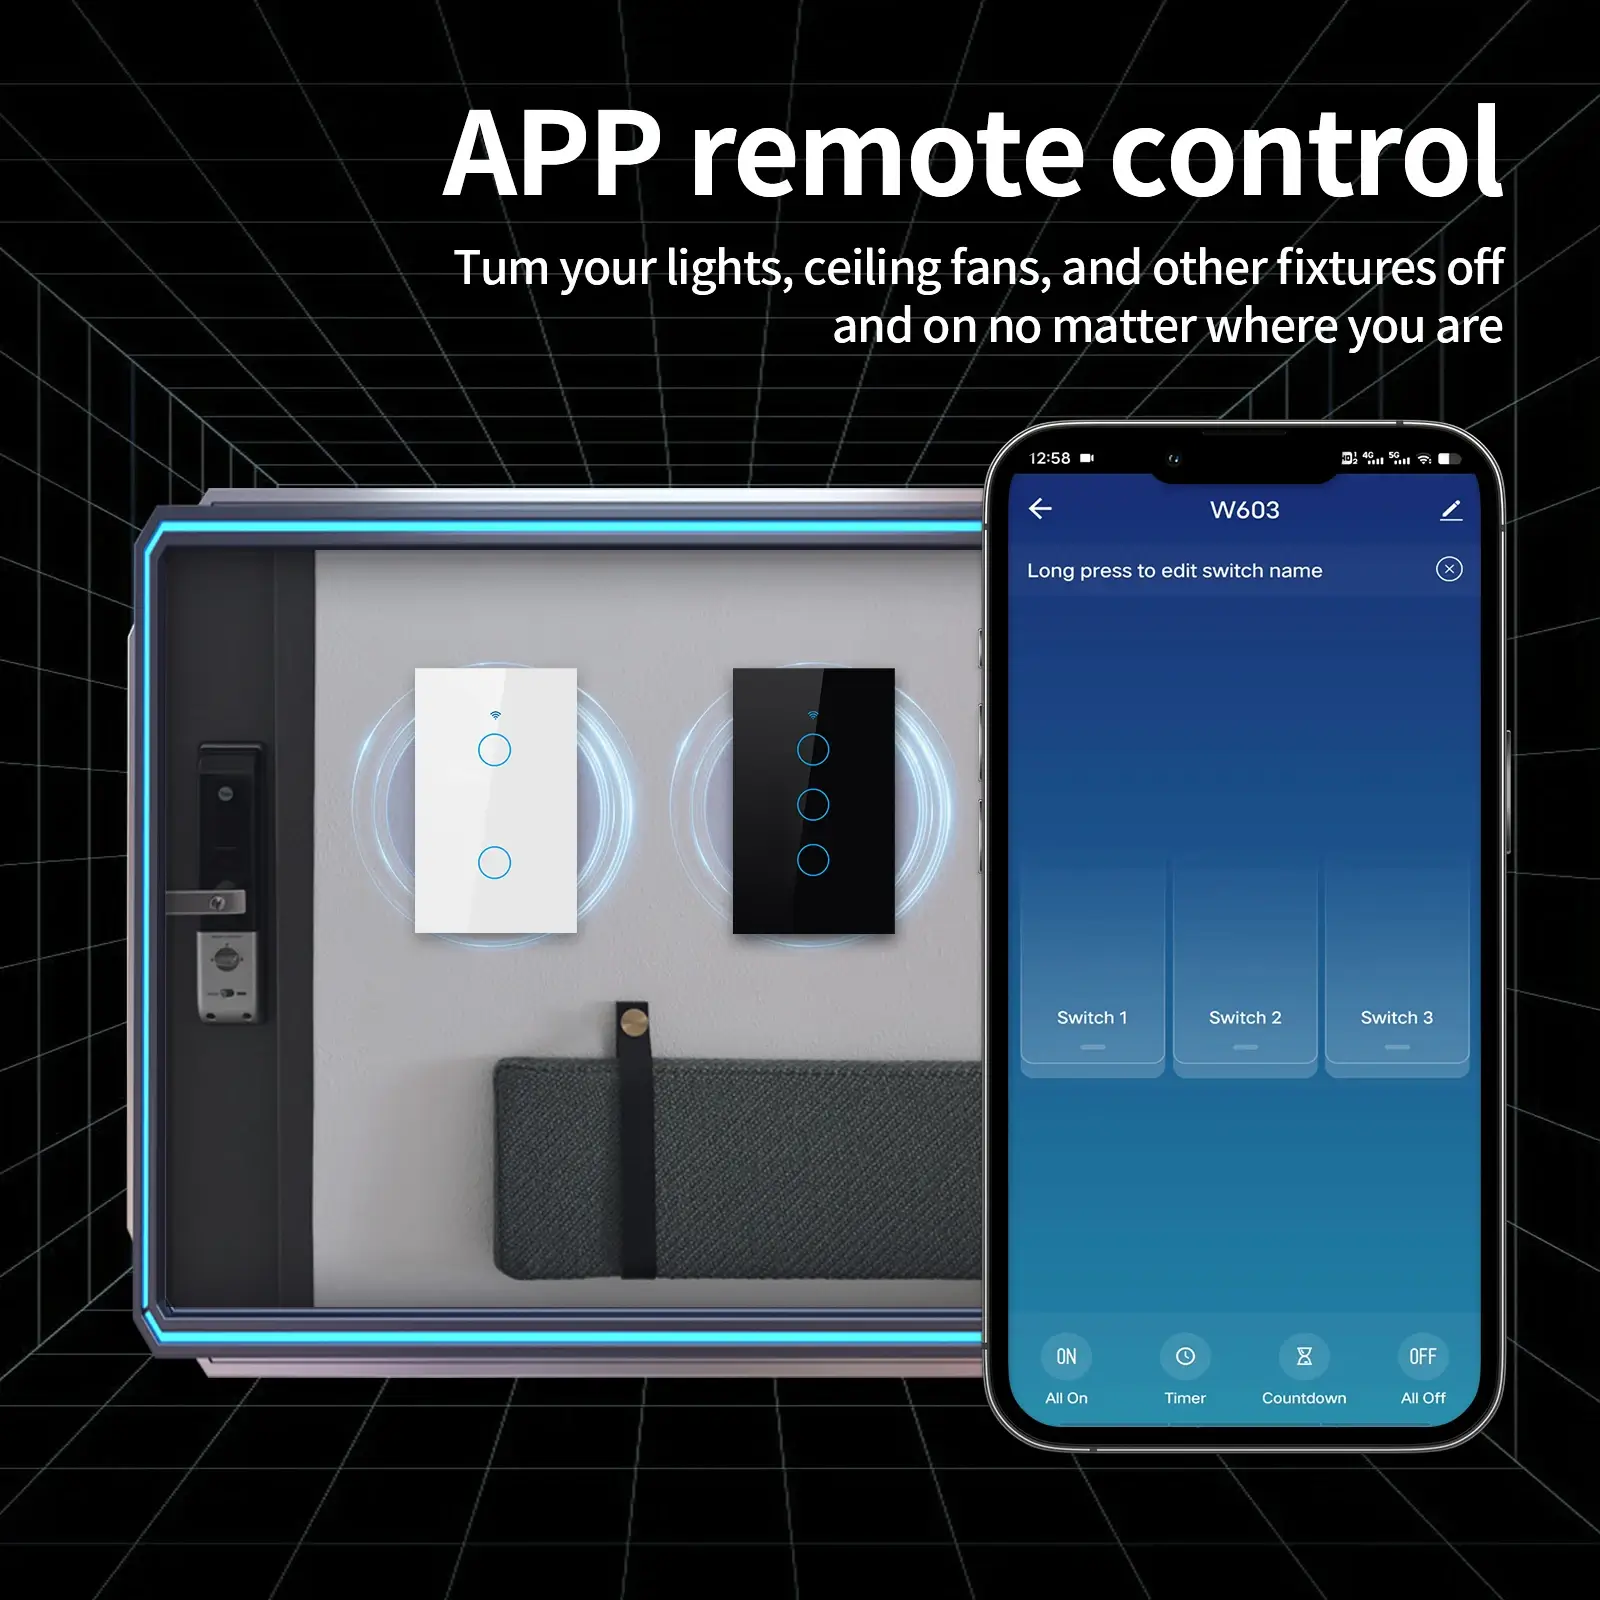 APP remote control
Tum your lights, ceiling fans, and other fixtures off
and on no matter where you are
12:58
4G 5G
W603
Long press to edit switch name
Switch 1 Switch 2 Switch 3
ON OFF
All On Timer Countdown All Off